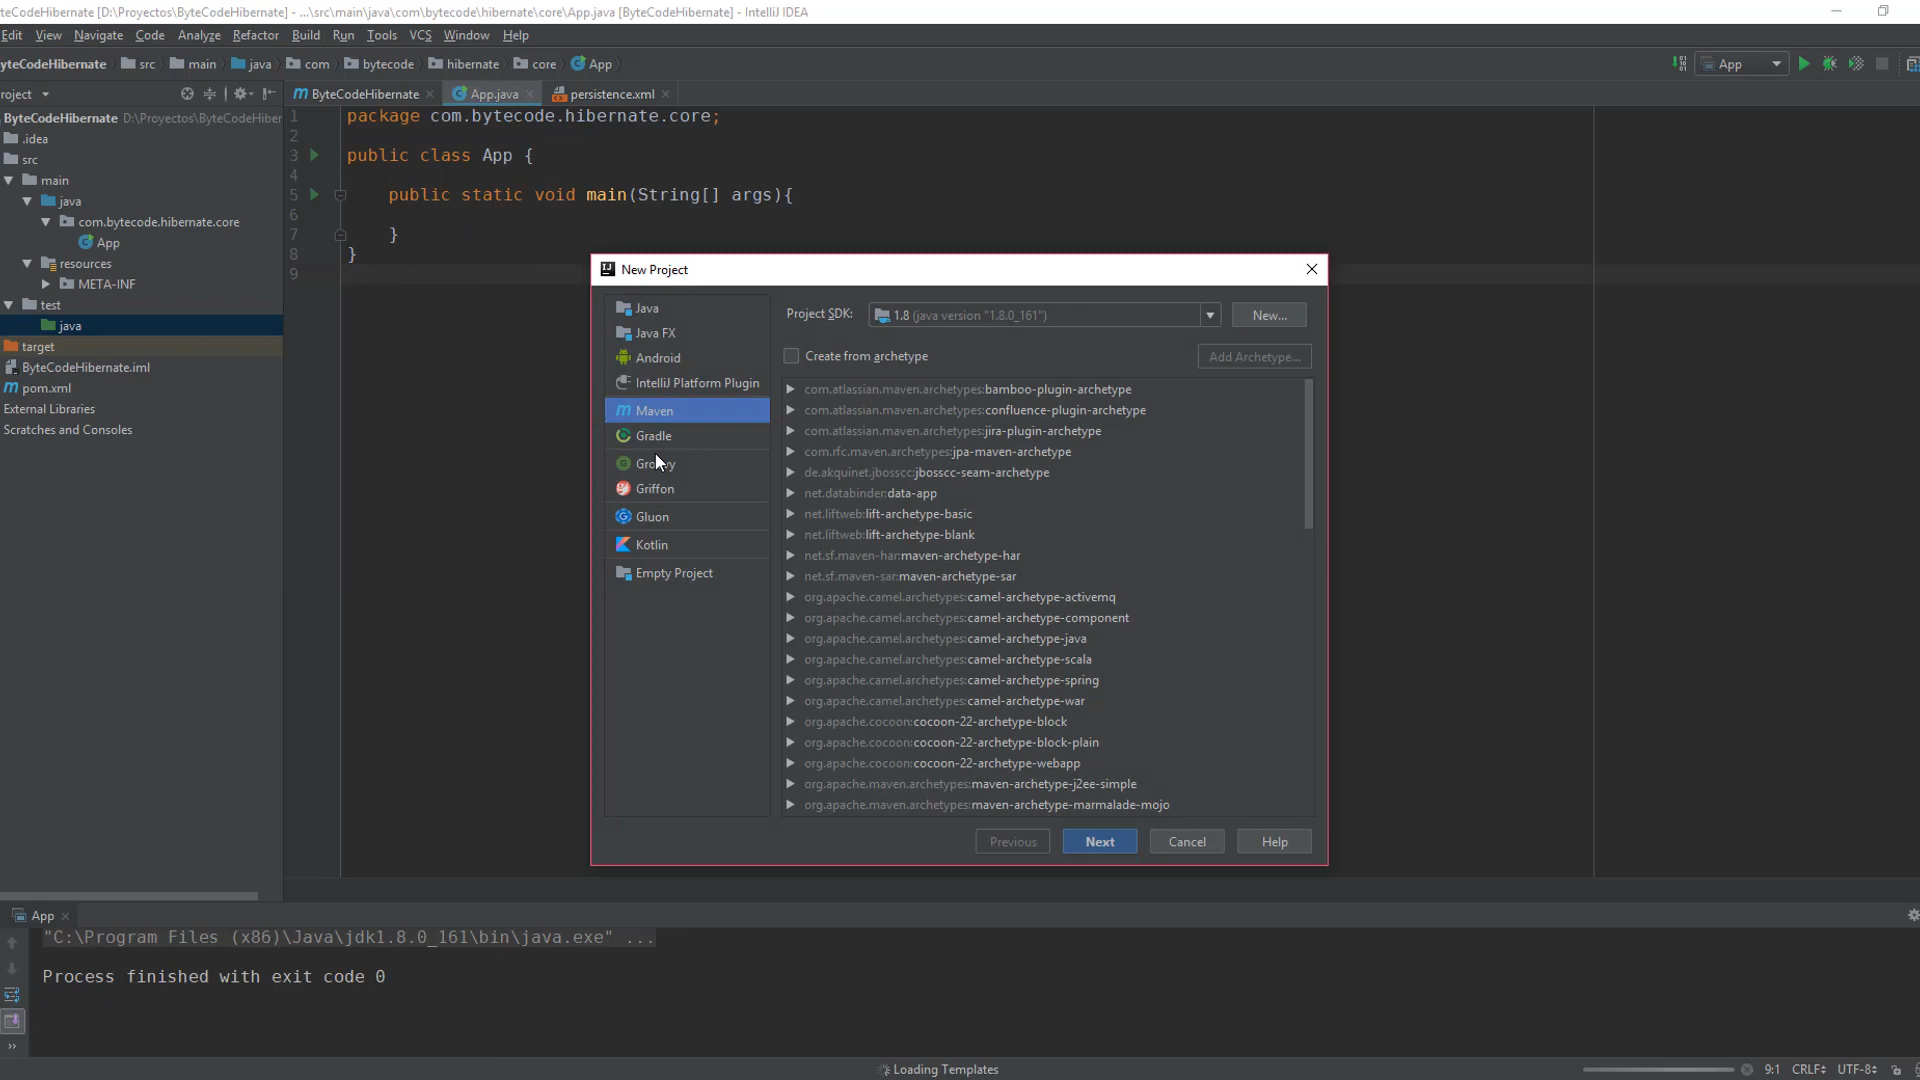 teCodeHibernate [D:\Proyectos\ByteCodeHibernate] - ...\src\main\java\com\bytecode\hibernate\core\App.java [ByteCodeHibernate] - IntelliJ IDEA
Edit View Navigate Code Analyze Refactor Build Run Tools VCS Window Help
yteCodeHibernate src main java com bytecode hibernate core App
App
roject
ByteCodeHibernate App.java persistence.xml
ByteCodeHibernate D:\Proyectos\ByteCodeHiber
.idea
src
main
java
com.bytecode.hibernate.core
App
resources
META-INF
test
java
target
ByteCodeHibernate.iml
pom.xml
External Libraries
Scratches and Consoles
1 package com.bytecode.hibernate.core;
2
3 public class App {
4
5 public static void main(String[] args){
6
7 }
8 }
9
New Project
Java
Java FX
Android
IntelliJ Platform Plugin
Maven
Gradle
Griffon
Gluon
Kotlin
Empty Project
Project SDK: 1.8 (java version "1.8.0_161") New...
Create from archetype Add Archetype...
com.atlassian.maven.archetypes:bamboo-plugin-archetype
com.atlassian.maven.archetypes:confluence-plugin-archetype
com.atlassian.maven.archetypes:jira-plugin-archetype
com.rfc.maven.archetypes:jpa-maven-archetype
de.akquinet.jbosscc:jbosscc-seam-archetype
net.databinder:data-app
net.liftweb:lift-archetype-basic
net.liftweb:lift-archetype-blank
net.sf.maven-har:maven-archetype-har
net.sf.maven-sar:maven-archetype-sar
org.apache.camel.archetypes:camel-archetype-activemq
org.apache.camel.archetypes:camel-archetype-component
org.apache.camel.archetypes:camel-archetype-java
org.apache.camel.archetypes:camel-archetype-scala
org.apache.camel.archetypes:camel-archetype-spring
org.apache.camel.archetypes:camel-archetype-war
org.apache.cocoon:cocoon-22-archetype-block
org.apache.cocoon:cocoon-22-archetype-block-plain
org.apache.cocoon:cocoon-22-archetype-webapp
org.apache.maven.archetypes:maven-archetype-j2ee-simple
org.apache.maven.archetypes:maven-archetype-marmalade-mojo
Previous Next Cancel Help
App
"C:\Program Files (x86)\Java\jdk1.8.0_161\bin\java.exe" ...
Process finished with exit code 0
Loading Templates 9:1 CRLF UTF-8